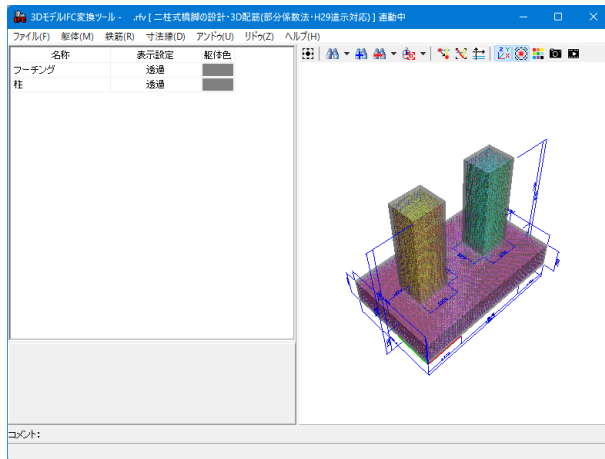 3DモデルIFC変換ツール - .rfv [ 二柱式橋脚の設計・3D配筋(部分係数法・H29道示対応) ] 連動中
ファイル(F) 躯体(M) 鉄筋(R) 寸法線(D) アンドゥ(U) リドゥ(Z) ヘルプ(H)
名称 表示設定 躯体色
フーチング 透過
柱 透過
コメント: